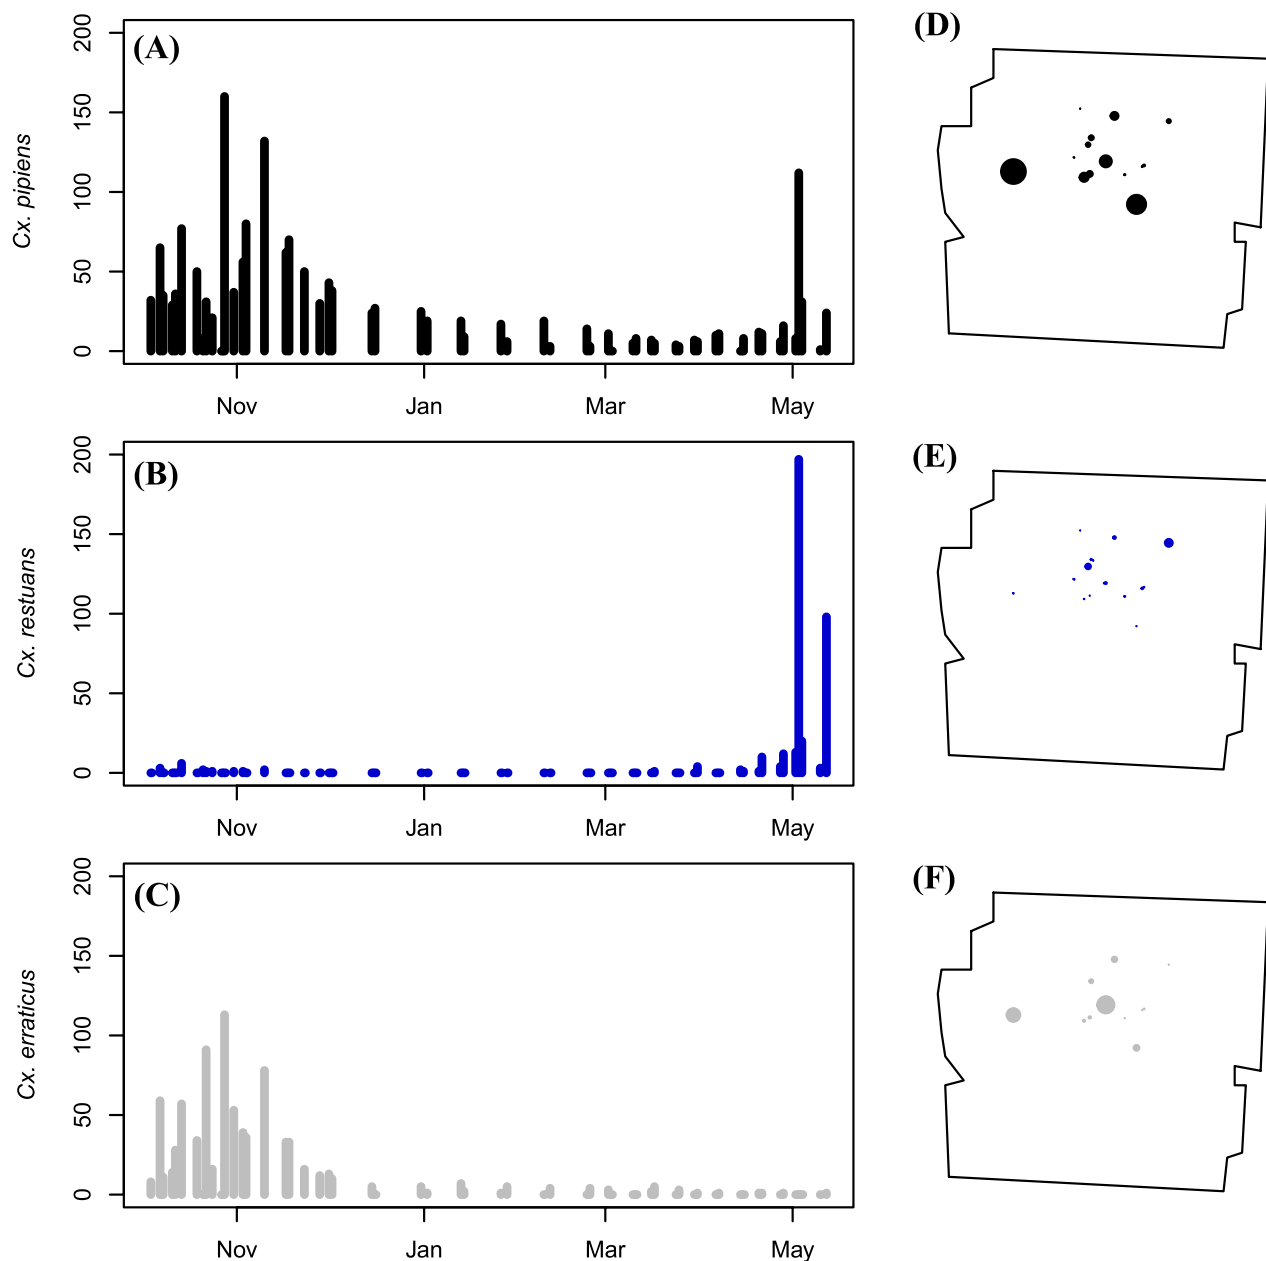 (A)
Cx. pipiens
0 50 100 150 200
Nov Jan Mar May
(D)
(B)
Cx. restuans
0 50 100 150 200
Nov Jan Mar May
(E)
(C)
Cx. erraticus
0 50 100 150 200
Nov Jan Mar May
(F)